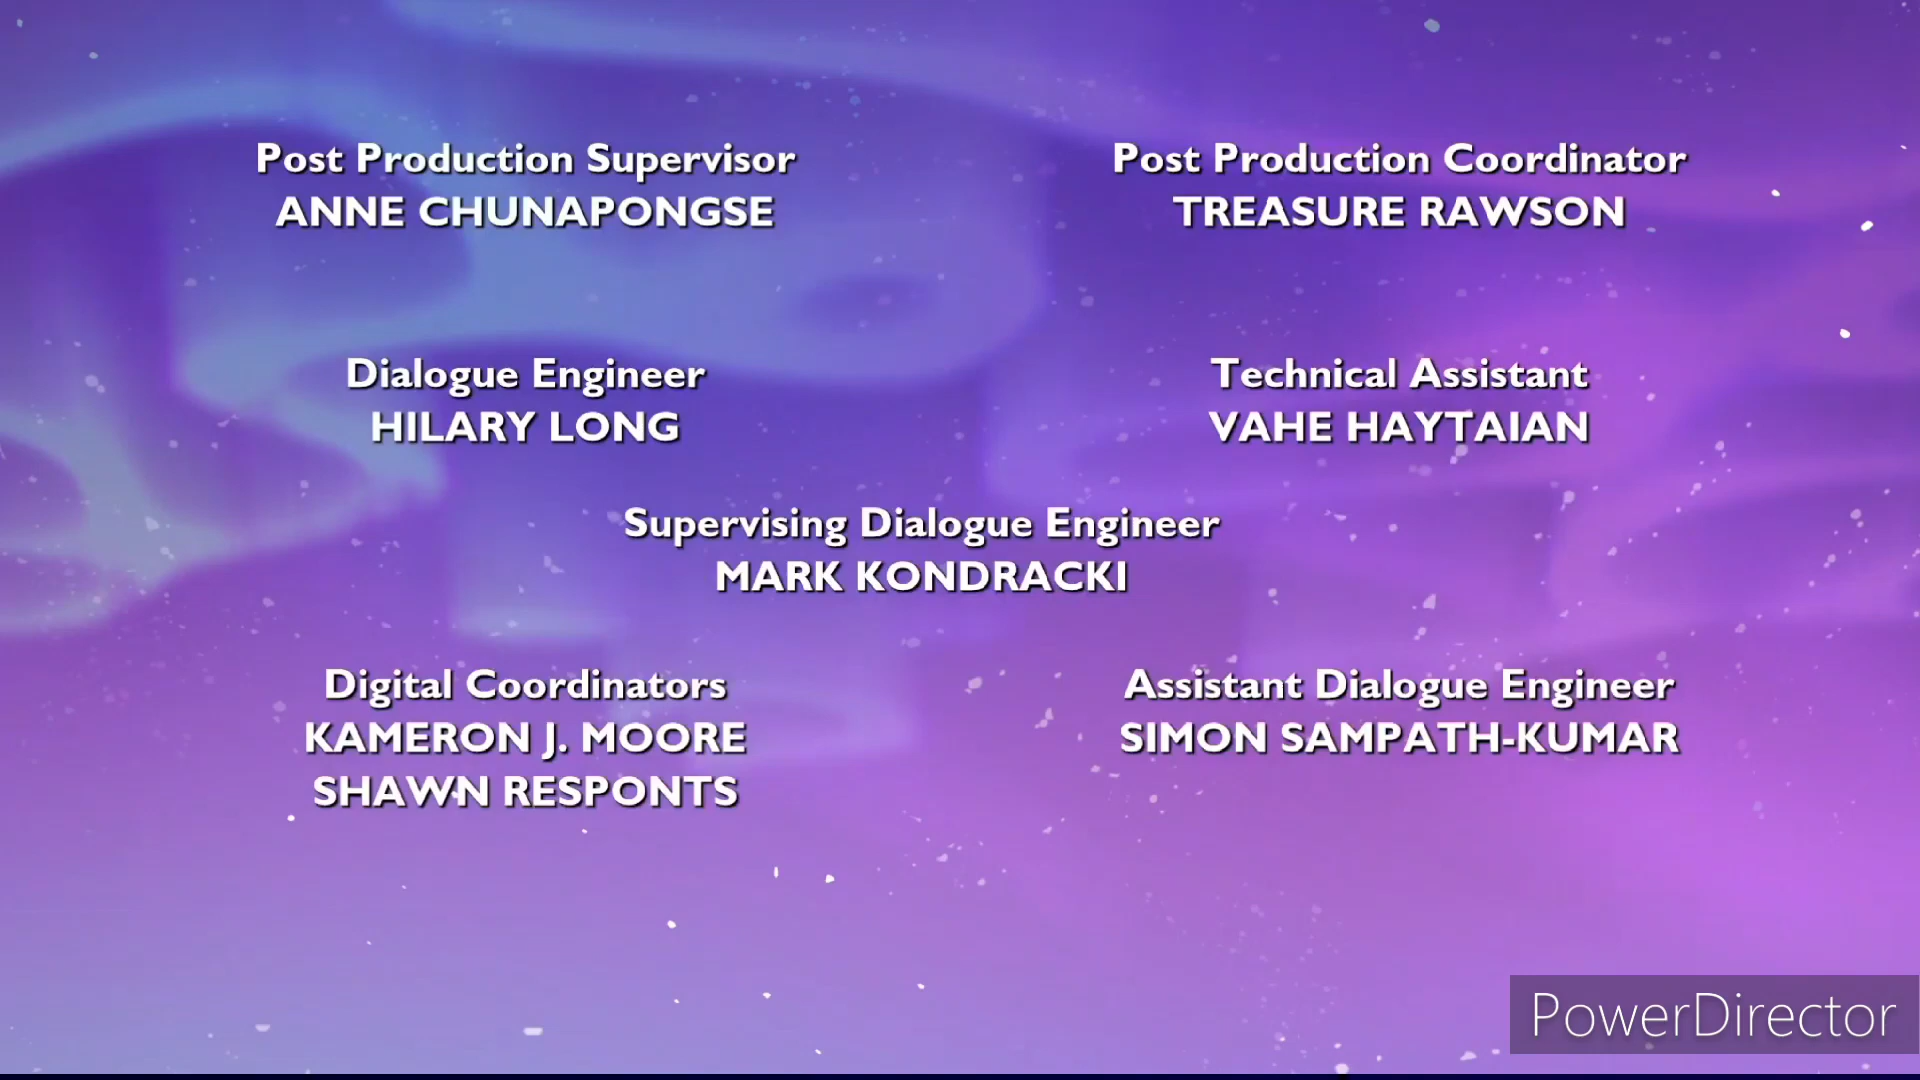 Post Production Supervisor
ANNE CHUNAPONGSE
Post Production Coordinator
TREASURE RAWSON
Dialogue Engineer
HILARY LONG
Technical Assistant
VAHE HAYTAIAN
Supervising Dialogue Engineer
MARK KONDRACKI
Digital Coordinators
KAMERON J. MOORE
SHAWN RESPONTS
Assistant Dialogue Engineer
SIMON SAMPATH-KUMAR
PowerDirector